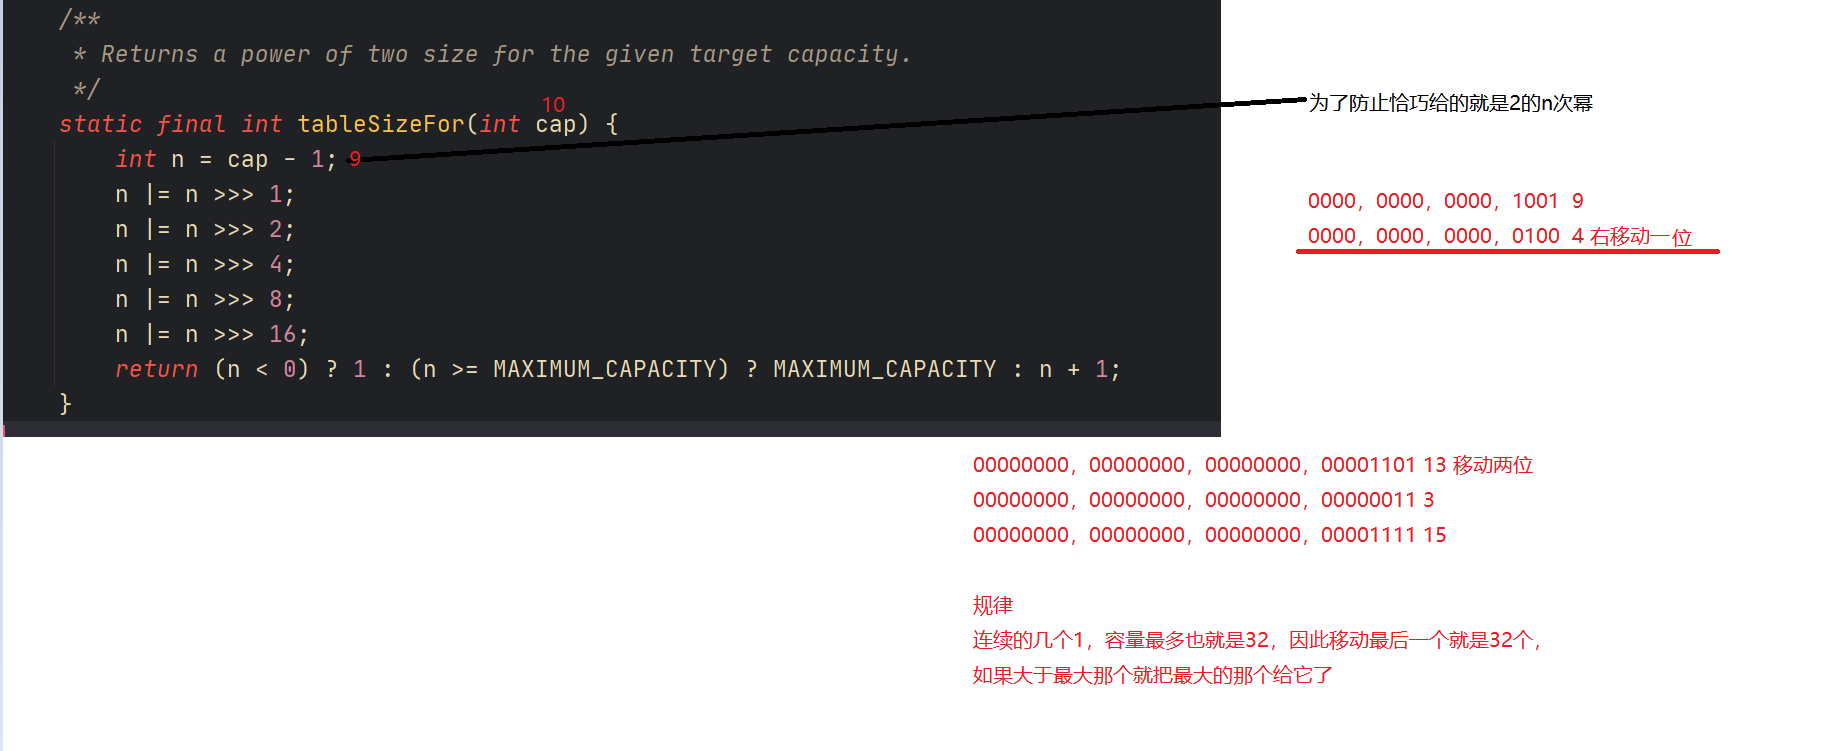 /**
* Returns a power of two size for the given target capacity.
*/
10
static final int tableSizeFor(int cap) {
int n = cap - 1; 9
为了防止恰巧给的就是2的n次幂
n |= n >>> 1;
n |= n >>> 2;
n |= n >>> 4;
n |= n >>> 8;
n |= n >>> 16;
return (n < 0) ? 1 : (n >= MAXIMUM_CAPACITY) ? MAXIMUM_CAPACITY : n + 1;
}
0000，0000，0000，1001 9
0000，0000，0000，0100 4 右移动一位
00000000，00000000，00000000，00001101 13 移动两位
00000000，00000000，00000000，00000011 3
00000000，00000000，00000000，00001111 15
规律
连续的几个1，容量最多也就是32，因此移动最后一个就是32个，
如果大于最大那个就把最大的那个给它了